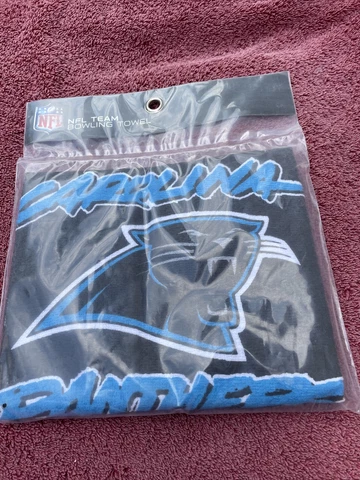 NFL
NFL TEAM
BOWLING TOWEL
CAROLINA
PANTHERS